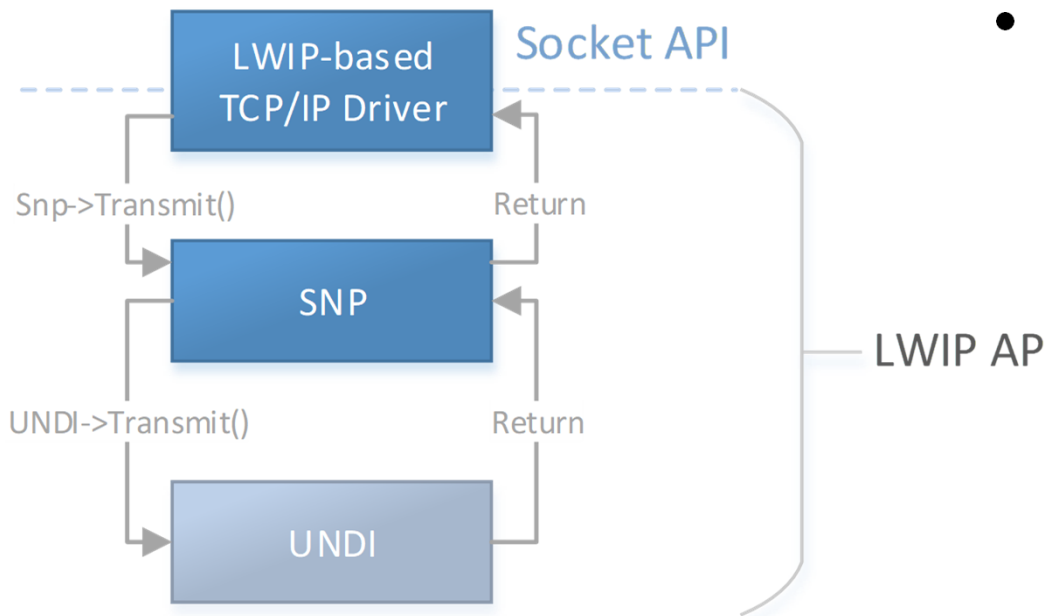 LWIP-based
TCP/IP Driver
Socket API
Snp->Transmit()
Return
SNP
LWIP AP
UNDI->Transmit()
Return
UNDI